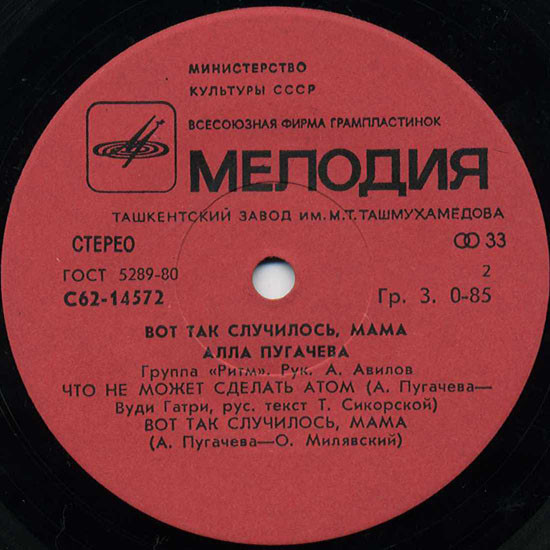 МИНИСТЕРСТВО
КУЛЬТУРЫ СССР
ВСЕСОЮЗНАЯ ФИРМА ГРАМПЛАСТИНОК
МЕЛОДИЯ
ТАШКЕНТСКИЙ ЗАВОД ИМ. М.Т. ТАШМУХАМЕДОВА
СТЕРЕО 33
ГОСТ 5289-80 2
С62-14572 Гр. 3. 0-85
ВОТ ТАК СЛУЧИЛОСЬ, МАМА
АЛЛА ПУГАЧЕВА
Группа «Ритм». Рук. А. Авилов
ЧТО НЕ МОЖЕТ СДЕЛАТЬ АТОМ (А. Пугачева—
Вуди Гатри, рус. текст Т. Сикорской)
ВОТ ТАК СЛУЧИЛОСЬ, МАМА
(А. Пугачева—О. Милявский)